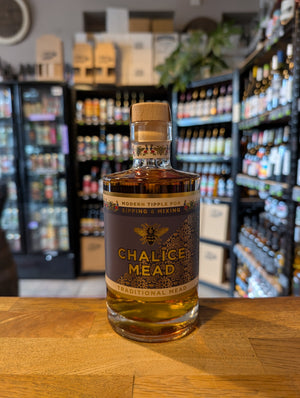 MODERN TIPPLE FOR
SIPPING & MIXING
CHALICE
MEAD
TRADITIONAL MEAD